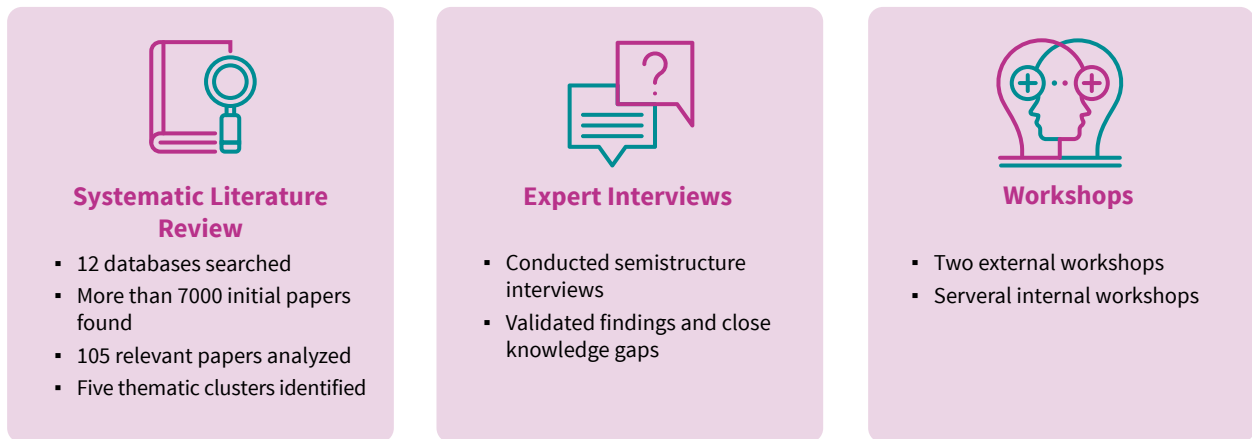 Systematic Literature
Review
▪ 12 databases searched
▪ More than 7000 initial papers
found
▪ 105 relevant papers analyzed
▪ Five thematic clusters identified
?
Expert Interviews
▪ Conducted semistructure
interviews
▪ Validated findings and close
knowledge gaps
Workshops
▪ Two external workshops
▪ Serveral internal workshops